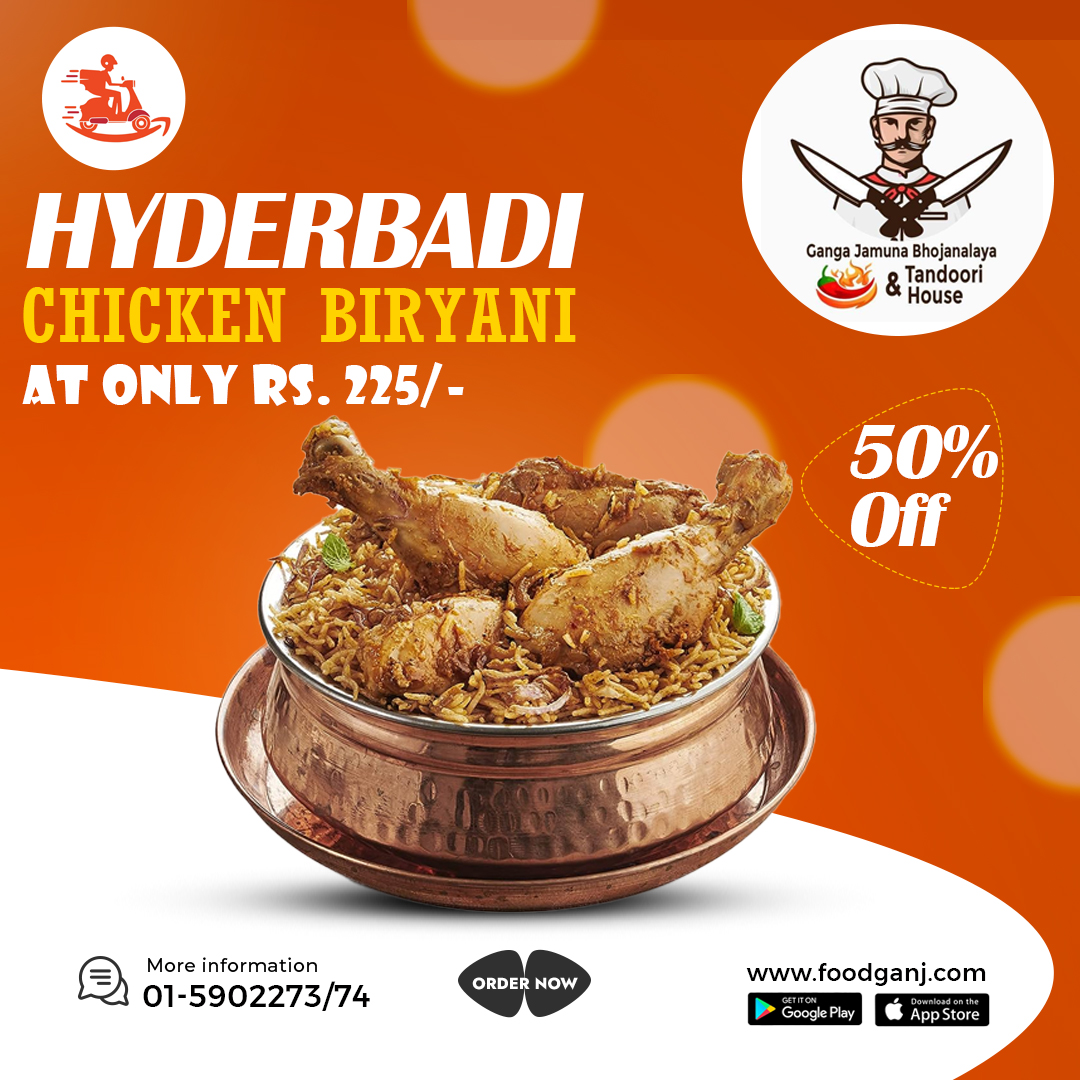 HYDERBADI
CHICKEN BIRYANI
AT ONLY RS. 225/-
Ganga Jamuna Bhojanalaya
& Tandoori
House
50%
Off
More information
01-5902273/74
ORDER NOW
www.foodganj.com
GET IT ON
Google Play
Download on the
App Store